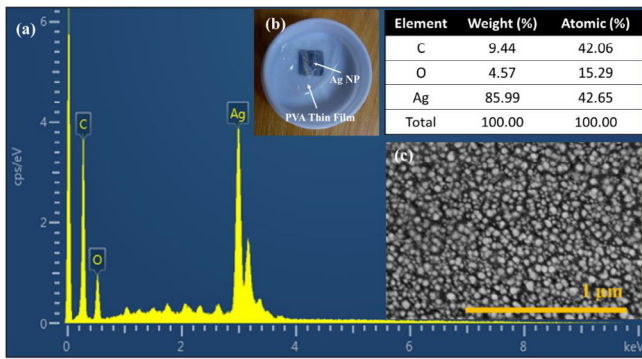 (a)
(b)
Ag NP
PVA Thin Film
Element Weight (%) Atomic (%)
C 9.44 42.06
O 4.57 15.29
Ag 85.99 42.65
Total 100.00 100.00
(c)
1 µm
cps/eV
6
4
2
0
C
O
Ag
0 2 4 6 8 keV